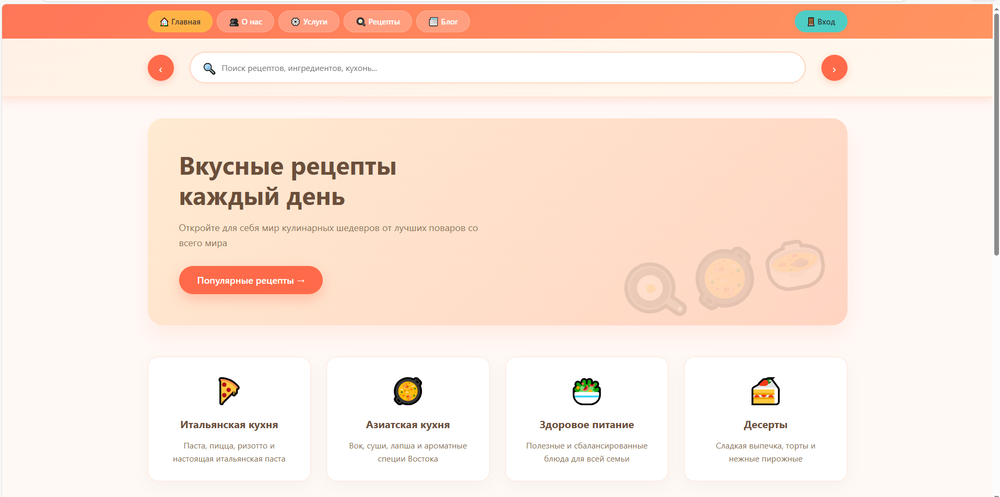 Главная О нас Услуги Рецепты Блог Вход
‹ Поиск рецептов, ингредиентов, кухонь... ›
Вкусные рецепты
каждый день
Откройте для себя мир кулинарных шедевров от лучших поваров со
всего мира
Популярные рецепты →
Итальянская кухня
Паста, пицца, ризотто и
настоящая итальянская паста
Азиатская кухня
Вок, суши, лапша и ароматные
специи Востока
Здоровое питание
Полезные и сбалансированные
блюда для всей семьи
Десерты
Сладкая выпечка, торты и
нежные пирожные